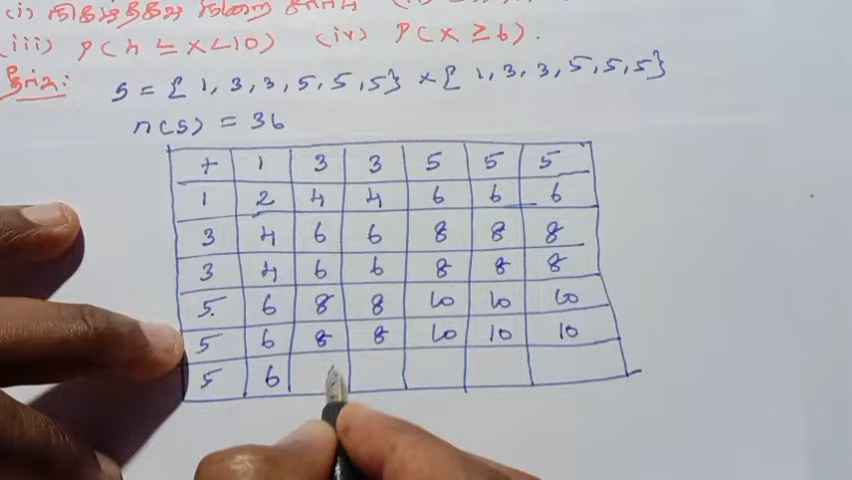 (i)
(iii) P(4 ≤ x < 10) (iv) P(X ≥ 6).
தீர்வு:
S = { 1, 3, 3, 5, 5, 5} × { 1, 3, 3, 5, 5, 5}
n(S) = 36
+ 1 3 3 5 5 5
1 2 4 4 6 6 6
3 4 6 6 8 8 8
3 4 6 6 8 8 8
5 6 8 8 10 10 10
5 6 8 8 10 10 10
5 6